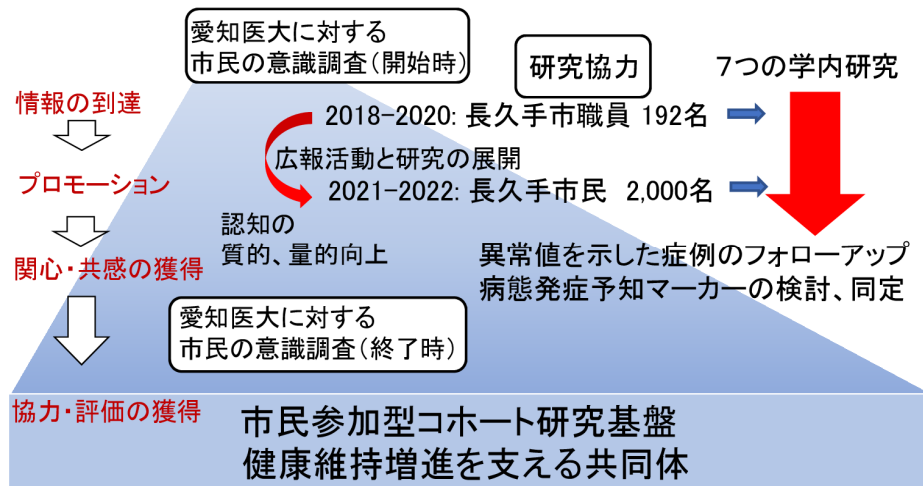 愛知医大に対する
市民の意識調査(開始時)
研究協力
7つの学内研究
情報の到達
2018-2020: 長久手市職員 192名
広報活動と研究の展開
プロモーション
2021-2022: 長久手市民 2,000名
認知の
質的、量的向上
関心・共感の獲得
異常値を示した症例のフォローアップ
病態発症予知マーカーの検討、同定
愛知医大に対する
市民の意識調査(終了時)
協力・評価の獲得
市民参加型コホート研究基盤
健康維持増進を支える共同体